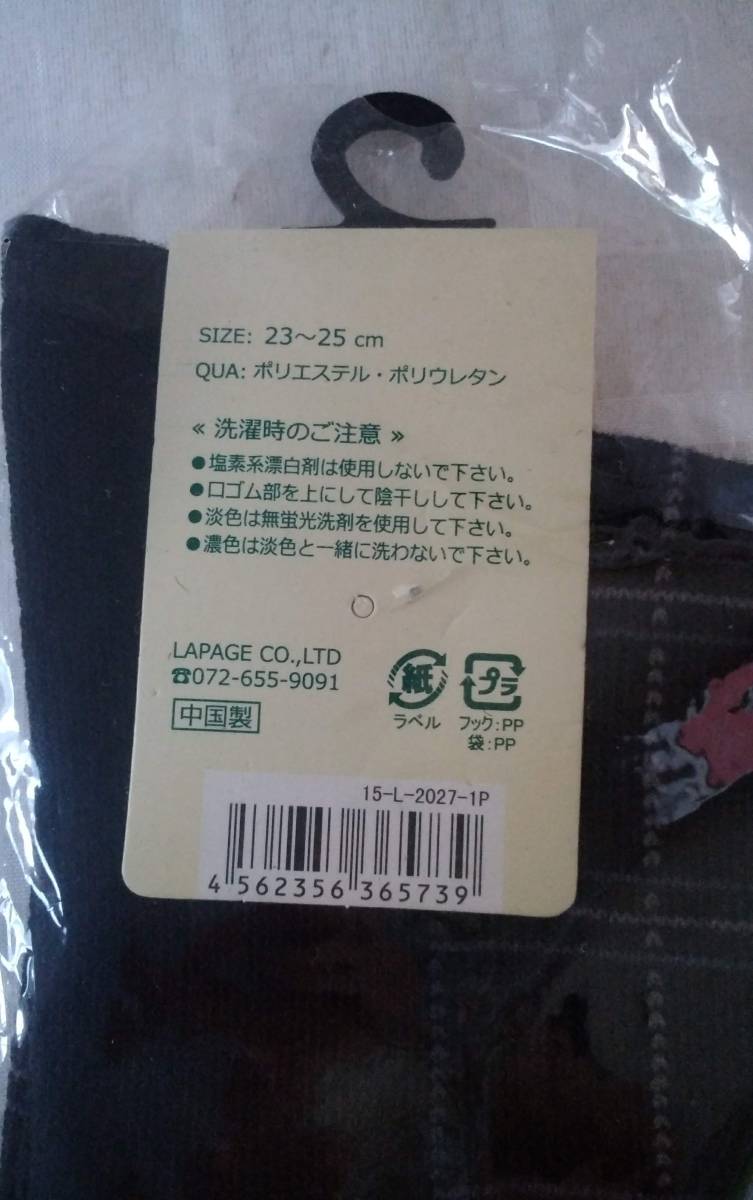 SIZE: 23～25 cm
QUA: ポリエステル・ポリウレタン
≪ 洗濯時のご注意 ≫
●塩素系漂白剤は使用しないで下さい。
●口ゴム部を上にして陰干しして下さい。
●淡色は無蛍光洗剤を使用して下さい。
●濃色は淡色と一緒に洗わないで下さい。
LAPAGE CO.,LTD
☎072-655-9091
中国製
紙
ラベル
プラ
フック:PP
袋:PP
15-L-2027-1P
4 562356 365739